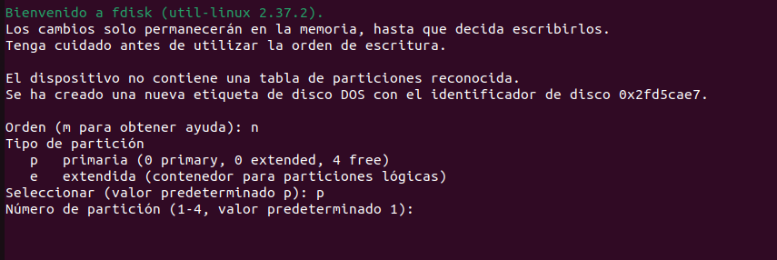 Bienvenido a fdisk (util-linux 2.37.2).
Los cambios solo permanecerán en la memoria, hasta que decida escribirlos.
Tenga cuidado antes de utilizar la orden de escritura.
El dispositivo no contiene una tabla de particiones reconocida.
Se ha creado una nueva etiqueta de disco DOS con el identificador de disco 0x2fd5cae7.
Orden (m para obtener ayuda): n
Tipo de partición
p primaria (0 primary, 0 extended, 4 free)
e extendida (contenedor para particiones lógicas)
Seleccionar (valor predeterminado p): p
Número de partición (1-4, valor predeterminado 1):